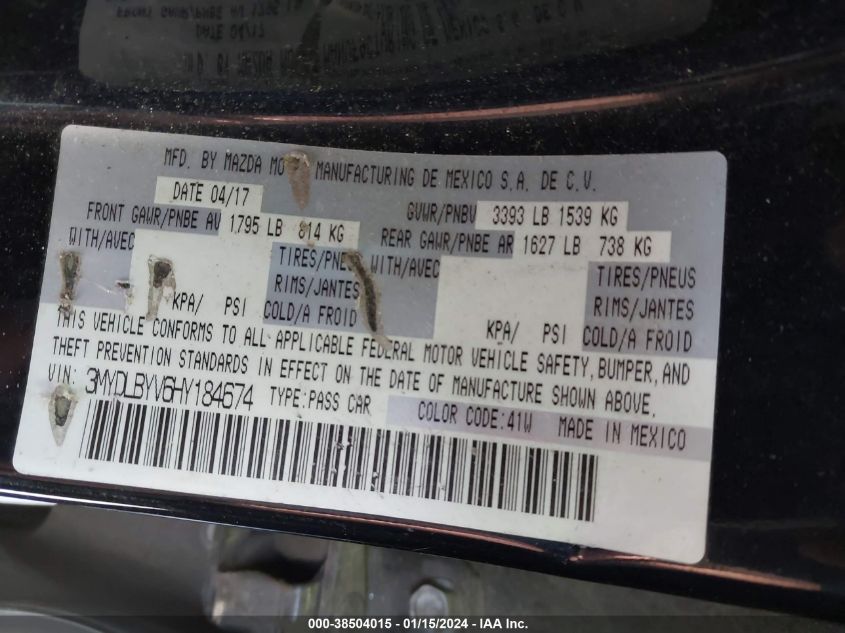 MFD. BY MAZDA MO MANUFACTURING DE MEXICO S.A. DE C.V.
DATE 04/17
GVWR/PNBV 3393 LB 1539 KG
FRONT GAWR/PNBE AV 1795 LB 814 KG
REAR GAWR/PNBE AR 1627 LB 738 KG
WITH/AVEC TIRES/PNEU WITH/AVEC TIRES/PNEUS
RIMS/JANTES RIMS/JANTES
KPA/ PSI COLD/A FROID KPA/ PSI COLD/A FROID
THIS VEHICLE CONFORMS TO ALL APPLICABLE FEDERAL MOTOR VEHICLE SAFETY, BUMPER, AND
THEFT PREVENTION STANDARDS IN EFFECT ON THE DATE OF MANUFACTURE SHOWN ABOVE.
VIN: 3MYDLBYV6HY184674 TYPE:PASS CAR COLOR CODE:41W MADE IN MEXICO
000-38504015 - 01/15/2024 - IAA Inc.